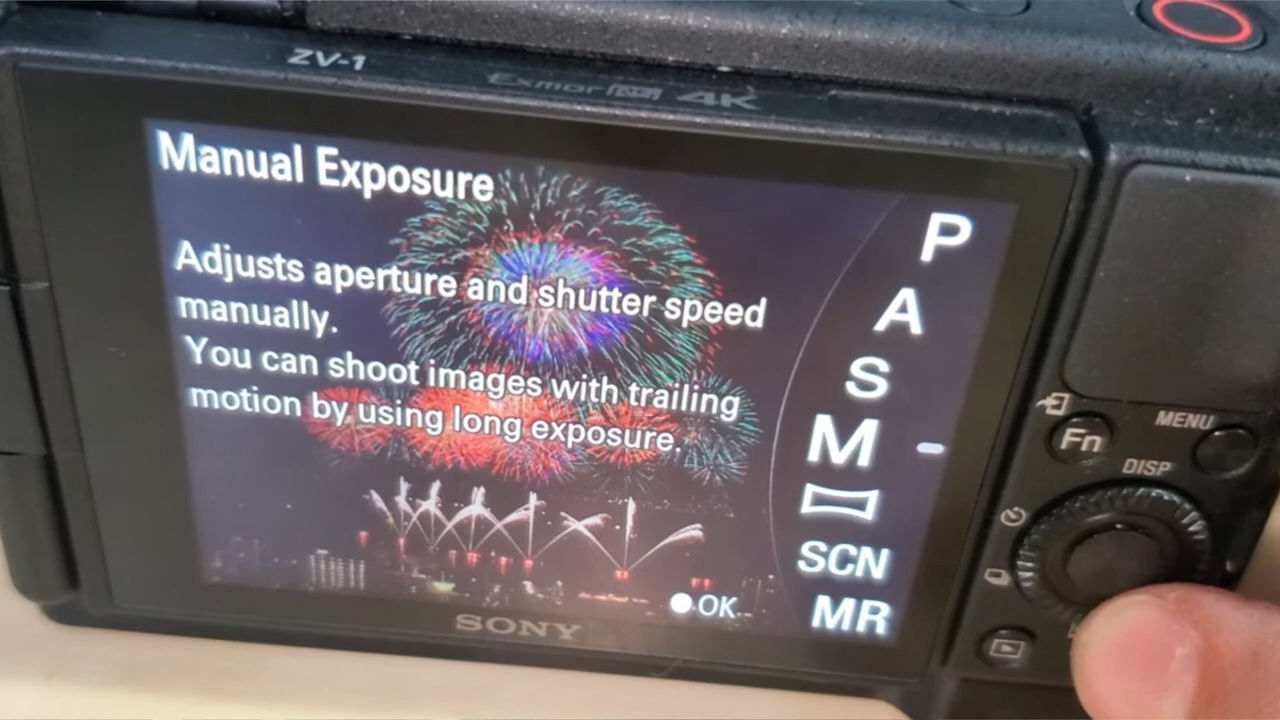 ZV-1
Exmor RS 4K
Manual Exposure
Adjusts aperture and shutter speed
manually.
You can shoot images with trailing
motion by using long exposure.
P
A
S
M
SCN
MR
OK
SONY
Fn
MENU
DISP